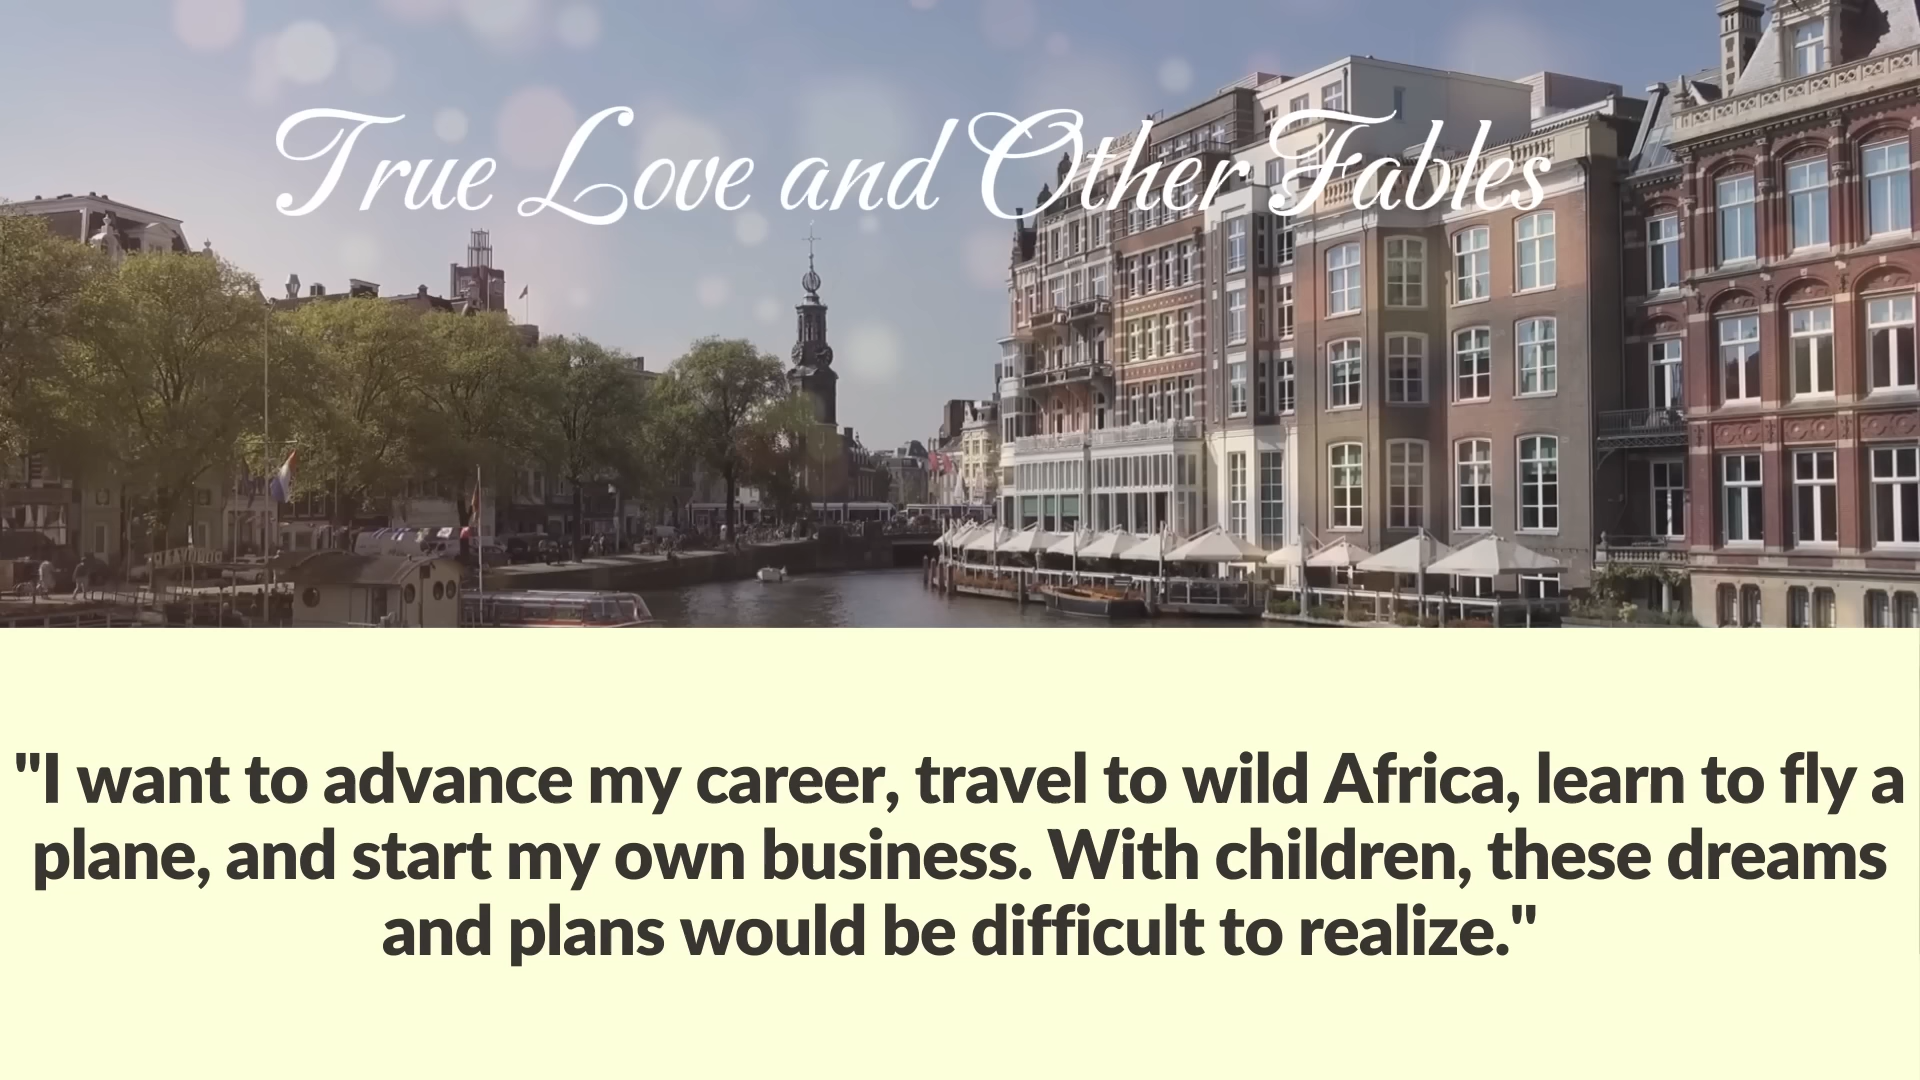 True Love and Other Fables
"I want to advance my career, travel to wild Africa, learn to fly a
plane, and start my own business. With children, these dreams
and plans would be difficult to realize."